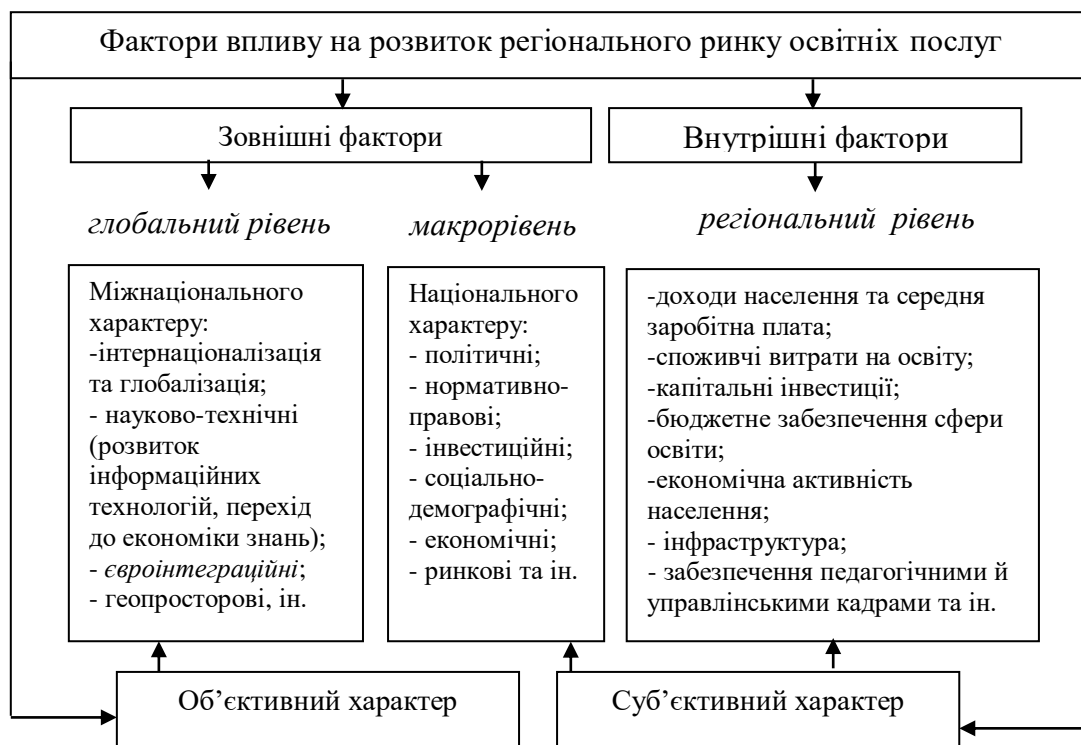 Фактори впливу на розвиток регіонального ринку освітніх послуг
Зовнішні фактори
Внутрішні фактори
глобальний рівень
макрорівень
регіональний рівень
Міжнаціонального
характеру:
-інтернаціоналізація
та глобалізація;
- науково-технічні
(розвиток
інформаційних
технологій, перехід
до економіки знань);
- євроінтеграційні;
- геопросторові, ін.
Національного
характеру:
- політичні;
- нормативно-
правові;
- інвестиційні;
- соціально-
демографічні;
- економічні;
- ринкові та ін.
-доходи населення та середня
заробітна плата;
-споживчі витрати на освіту;
-капітальні інвестиції;
-бюджетне забезпечення сфери
освіти;
-економічна активність
населення;
- інфраструктура;
- забезпечення педагогічними й
управлінськими кадрами та ін.
Об’єктивний характер
Суб’єктивний характер